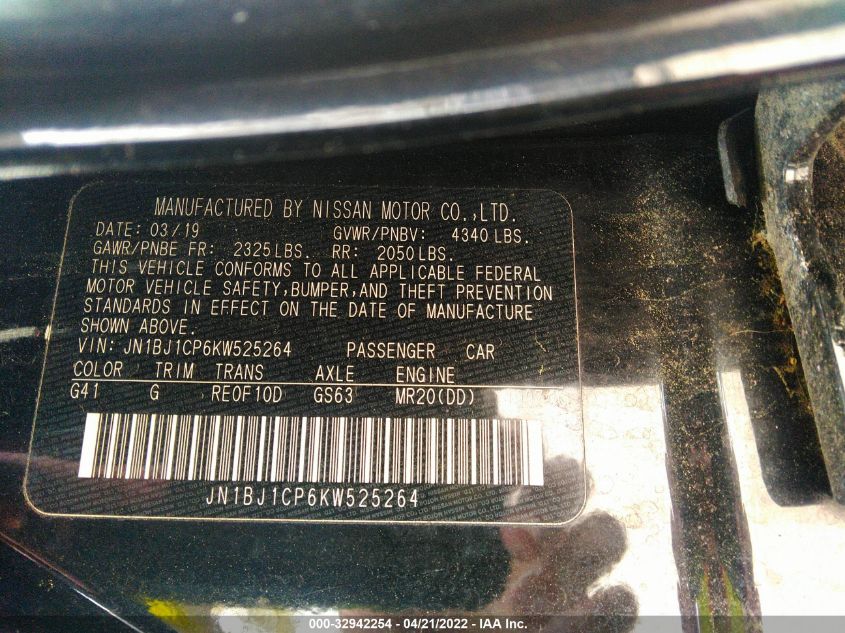 MANUFACTURED BY NISSAN MOTOR CO.,LTD.
DATE: 03/19 GVWR/PNBV: 4340 LBS.
GAWR/PNBE FR: 2325 LBS. RR: 2050 LBS.
THIS VEHICLE CONFORMS TO ALL APPLICABLE FEDERAL
MOTOR VEHICLE SAFETY,BUMPER,AND THEFT PREVENTION
STANDARDS IN EFFECT ON THE DATE OF MANUFACTURE
SHOWN ABOVE.
VIN: JN1BJ1CP6KW525264 PASSENGER CAR
COLOR TRIM TRANS AXLE ENGINE
G41 G RE0F10D GS63 MR20(DD)
JN1BJ1CP6KW525264
000-32942254 - 04/21/2022 - IAA Inc.